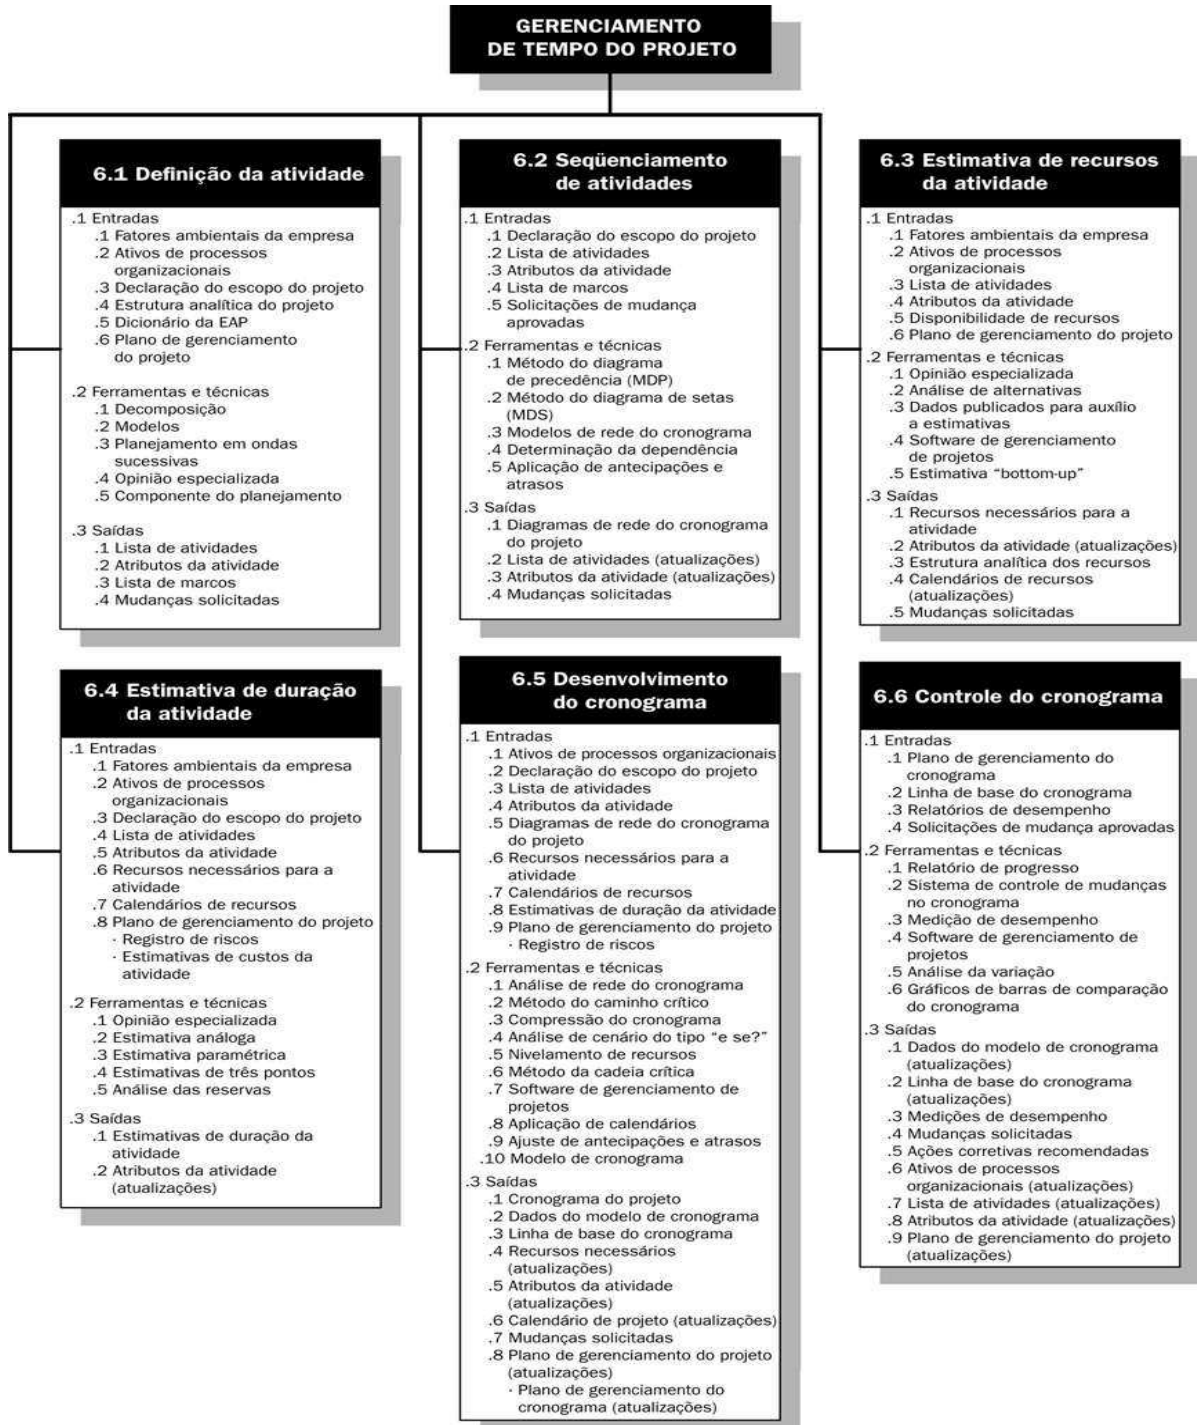 GERENCIAMENTO
DE TEMPO DO PROJETO
6.1 Definição da atividade
.1 Entradas
.1 Fatores ambientais da empresa
.2 Ativos de processos
organizacionais
.3 Declaração do escopo do projeto
.4 Estrutura analítica do projeto
.5 Dicionário da EAP
.6 Plano de gerenciamento
do projeto
.2 Ferramentas e técnicas
.1 Decomposição
.2 Modelos
.3 Planejamento em ondas
sucessivas
.4 Opinião especializada
.5 Componente do planejamento
.3 Saídas
.1 Lista de atividades
.2 Atributos da atividade
.3 Lista de marcos
.4 Mudanças solicitadas
6.2 Seqüenciamento
de atividades
.1 Entradas
.1 Declaração do escopo do projeto
.2 Lista de atividades
.3 Atributos da atividade
.4 Lista de marcos
.5 Solicitações de mudança
aprovadas
.2 Ferramentas e técnicas
.1 Método do diagrama
de precedência (MDP)
.2 Método do diagrama de setas
(MDS)
.3 Modelos de rede do cronograma
.4 Determinação da dependência
.5 Aplicação de antecipações e
atrasos
.3 Saídas
.1 Diagramas de rede do cronograma
do projeto
.2 Lista de atividades (atualizações)
.3 Atributos da atividade (atualizações)
.4 Mudanças solicitadas
6.3 Estimativa de recursos
da atividade
.1 Entradas
.1 Fatores ambientais da empresa
.2 Ativos de processos
organizacionais
.3 Lista de atividades
.4 Atributos da atividade
.5 Disponibilidade de recursos
.6 Plano de gerenciamento do projeto
.2 Ferramentas e técnicas
.1 Opinião especializada
.2 Análise de alternativas
.3 Dados publicados para auxílio
a estimativas
.4 Software de gerenciamento
de projetos
.5 Estimativa “bottom-up”
.3 Saídas
.1 Recursos necessários para a
atividade
.2 Atributos da atividade (atualizações)
.3 Estrutura analítica dos recursos
.4 Calendários de recursos
(atualizações)
.5 Mudanças solicitadas
6.4 Estimativa de duração
da atividade
.1 Entradas
.1 Fatores ambientais da empresa
.2 Ativos de processos
organizacionais
.3 Declaração do escopo do projeto
.4 Lista de atividades
.5 Atributos da atividade
.6 Recursos necessários para a
atividade
.7 Calendários de recursos
.8 Plano de gerenciamento do projeto
· Registro de riscos
· Estimativas de custos da
atividade
.2 Ferramentas e técnicas
.1 Opinião especializada
.2 Estimativa análoga
.3 Estimativa paramétrica
.4 Estimativas de três pontos
.5 Análise das reservas
.3 Saídas
.1 Estimativas de duração da
atividade
.2 Atributos da atividade
(atualizações)
6.5 Desenvolvimento
do cronograma
.1 Entradas
.1 Ativos de processos organizacionais
.2 Declaração do escopo do projeto
.3 Lista de atividades
.4 Atributos da atividade
.5 Diagramas de rede do cronograma
do projeto
.6 Recursos necessários para a
atividade
.7 Calendários de recursos
.8 Estimativas de duração da atividade
.9 Plano de gerenciamento do projeto
· Registro de riscos
.2 Ferramentas e técnicas
.1 Análise de rede do cronograma
.2 Método do caminho crítico
.3 Compressão do cronograma
.4 Análise de cenário do tipo “e se?”
.5 Nivelamento de recursos
.6 Método da cadeia crítica
.7 Software de gerenciamento de
projetos
.8 Aplicação de calendários
.9 Ajuste de antecipações e atrasos
.10 Modelo de cronograma
.3 Saídas
.1 Cronograma do projeto
.2 Dados do modelo de cronograma
.3 Linha de base do cronograma
.4 Recursos necessários
(atualizações)
.5 Atributos da atividade
(atualizações)
.6 Calendário de projeto (atualizações)
.7 Mudanças solicitadas
.8 Plano de gerenciamento do projeto
(atualizações)
· Plano de gerenciamento do
cronograma (atualizações)
6.6 Controle do cronograma
.1 Entradas
.1 Plano de gerenciamento do
cronograma
.2 Linha de base do cronograma
.3 Relatórios de desempenho
.4 Solicitações de mudança aprovadas
.2 Ferramentas e técnicas
.1 Relatório de progresso
.2 Sistema de controle de mudanças
no cronograma
.3 Medição de desempenho
.4 Software de gerenciamento de
projetos
.5 Análise da variação
.6 Gráficos de barras de comparação
do cronograma
.3 Saídas
.1 Dados do modelo de cronograma
(atualizações)
.2 Linha de base do cronograma
(atualizações)
.3 Medições de desempenho
.4 Mudanças solicitadas
.5 Ações corretivas recomendadas
.6 Ativos de processos
organizacionais (atualizações)
.7 Lista de atividades (atualizações)
.8 Atributos da atividade (atualizações)
.9 Plano de gerenciamento do projeto
(atualizações)